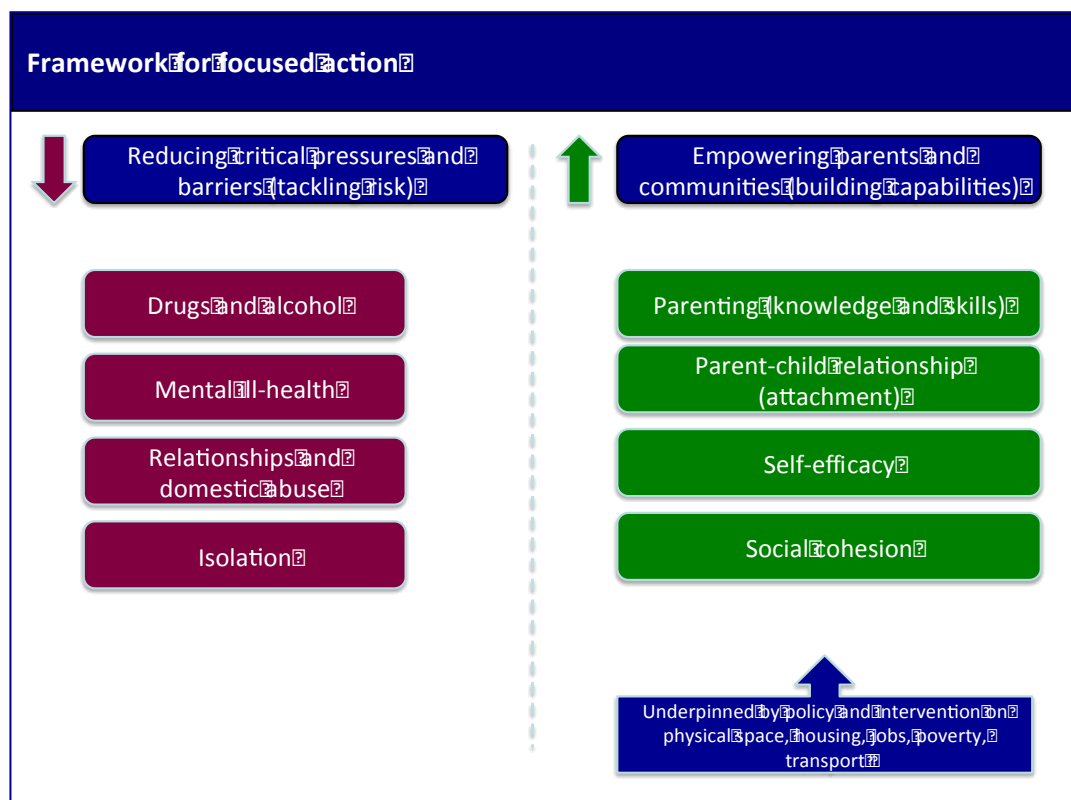 Framework for focused action
Reducing critical pressures and
barriers (tackling risk)
Empowering parents and
communities (building capabilities)
Drugs and alcohol
Mental ill-health
Relationships and
domestic abuse
Isolation
Parenting (knowledge and skills)
Parent-child relationship
(attachment)
Self-efficacy
Social cohesion
Underpinned by policy and intervention on
physical space, housing, jobs, poverty,
transport